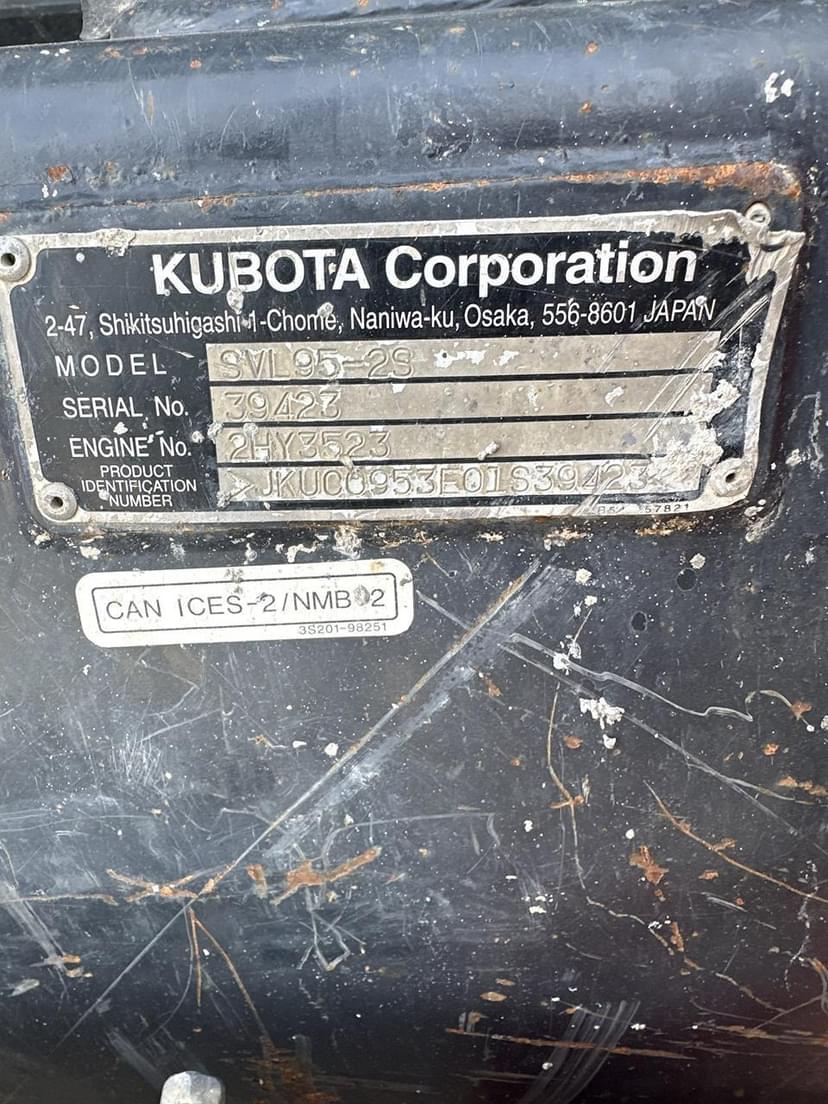 KUBOTA Corporation
2-47, Shikitsuhigashi 1-Chome, Naniwa-ku, Osaka, 556-8601 JAPAN
MODEL SVL95-2S
SERIAL No. 39423
ENGINE No. 2HY3523
PRODUCT IDENTIFICATION NUMBER >JKUC0953E01S39423<
57821
CAN ICES-2/NMB-2
3S201-98251